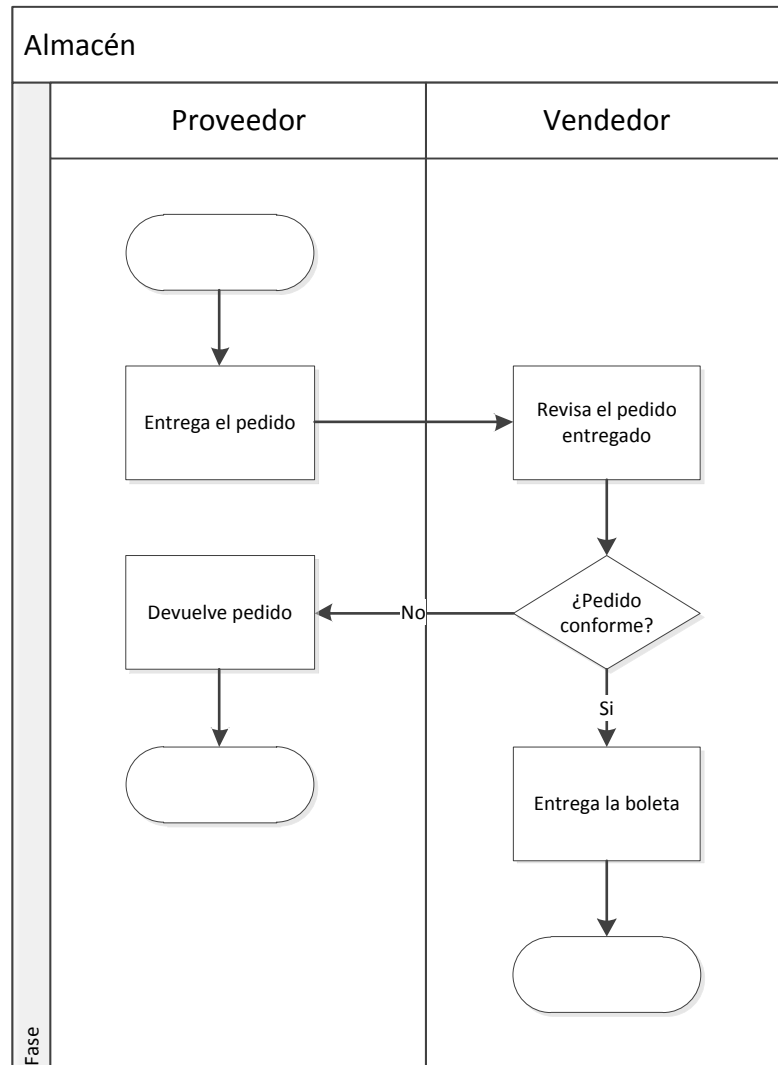 Almacén
Proveedor
Vendedor
Entrega el pedido
Revisa el pedido
entregado
Devuelve pedido
No
¿Pedido
conforme?
Si
Entrega la boleta
Fase